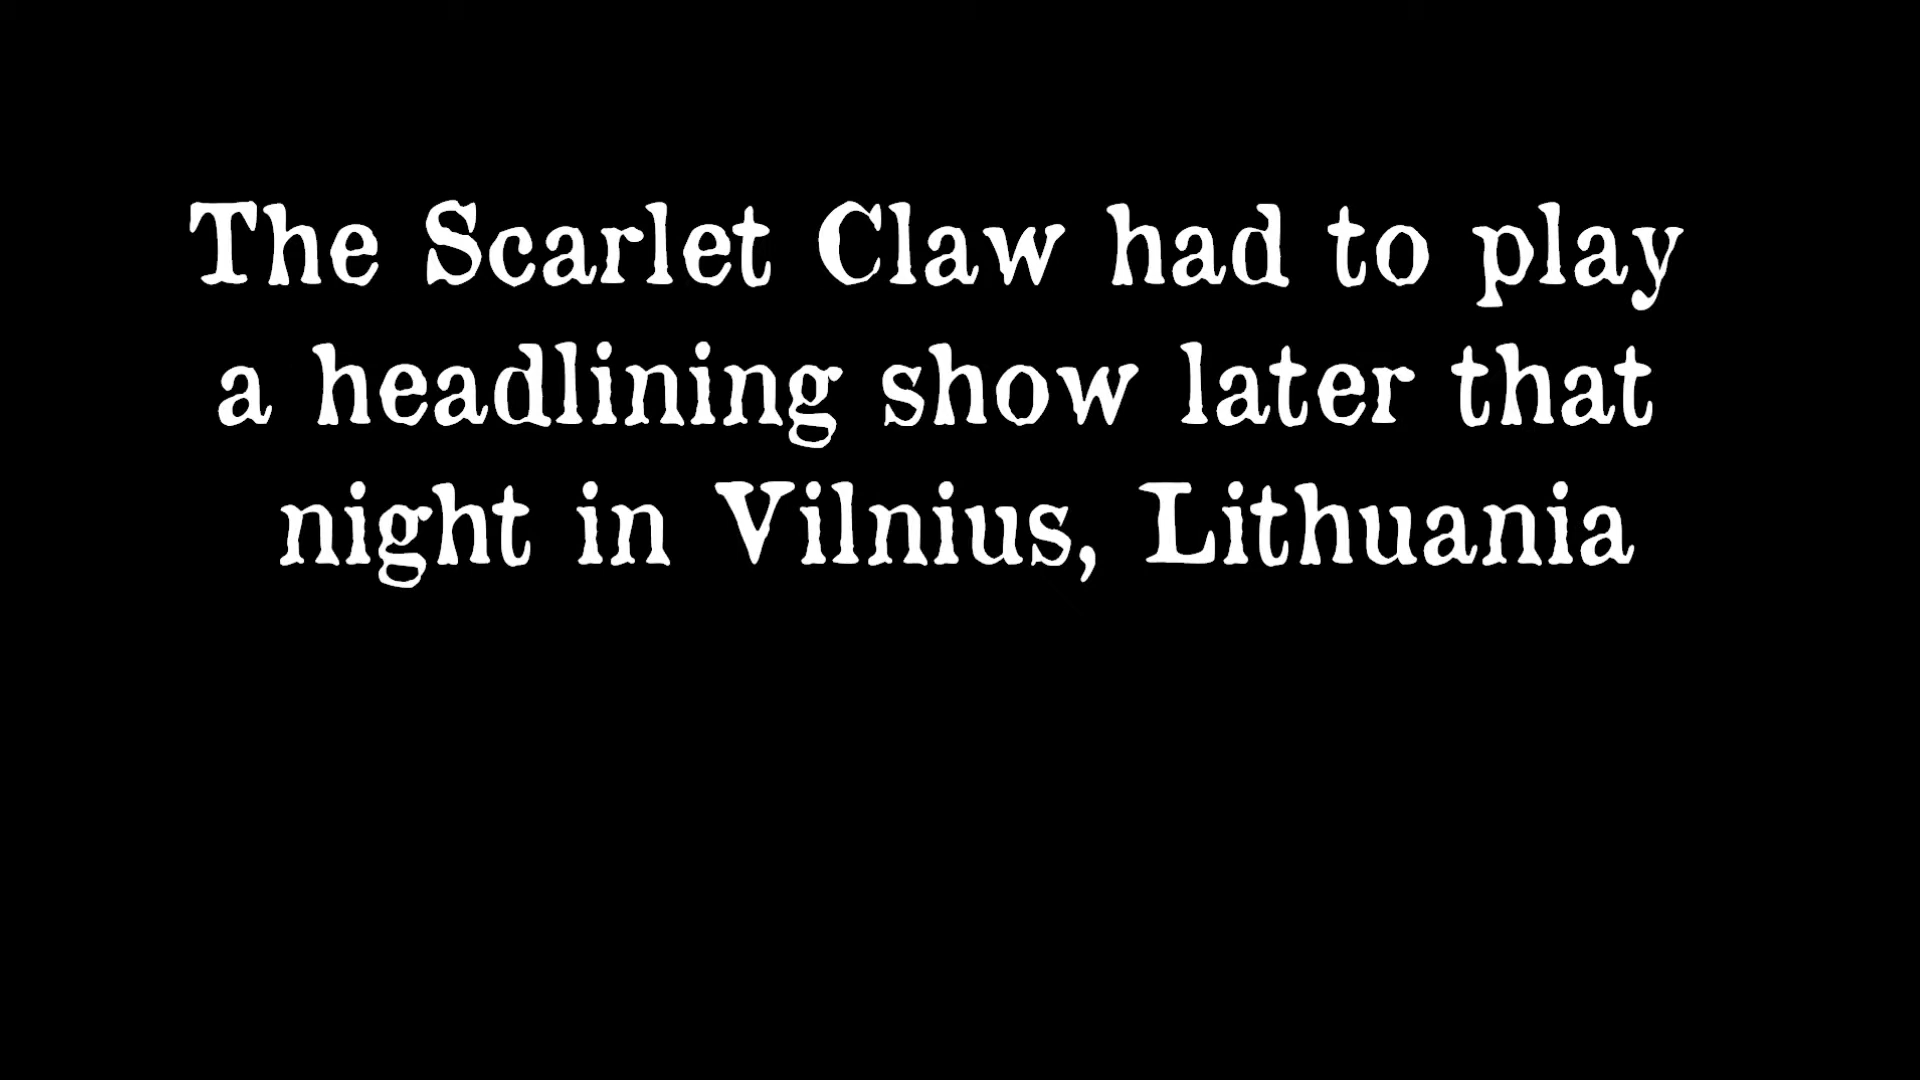 The Scarlet Claw had to play
a headlining show later that
night in Vilnius, Lithuania